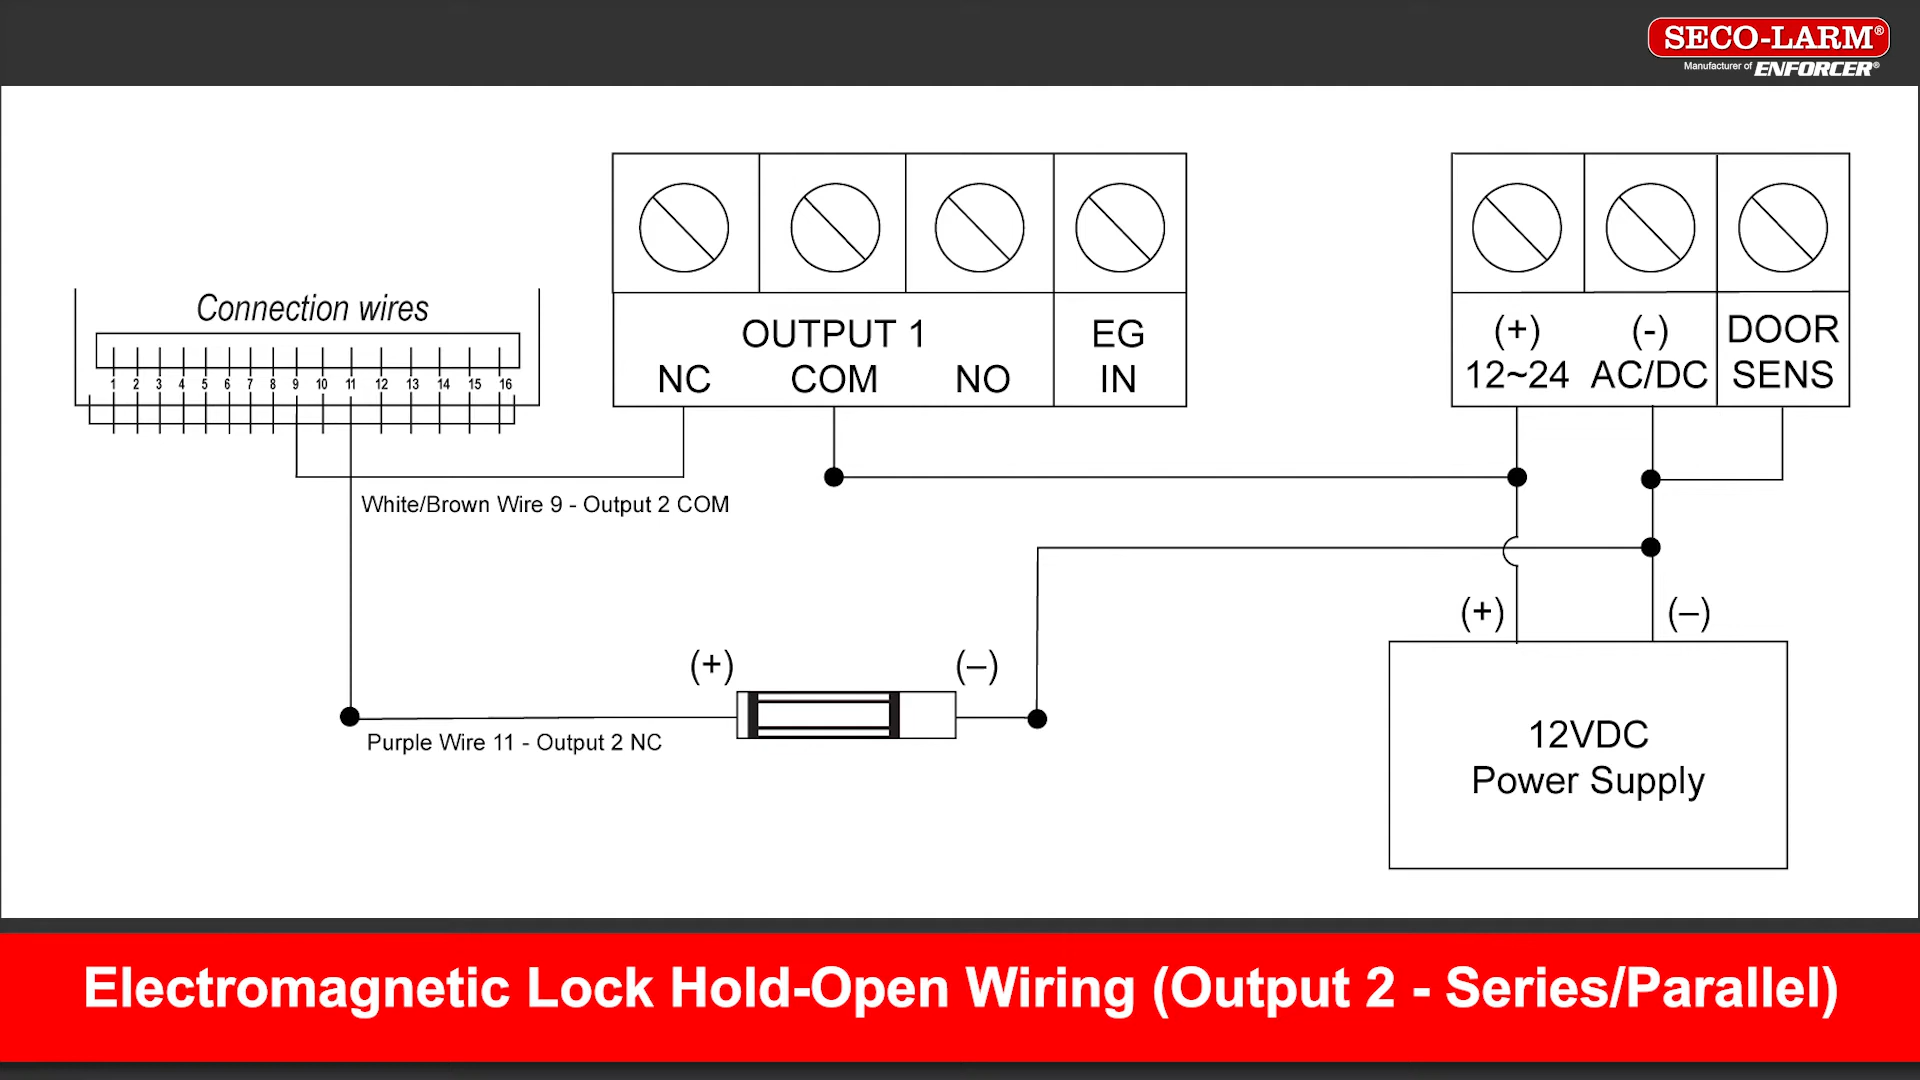 SECO-LARM®
Manufacturer of ENFORCER®
Connection wires
1 2 3 4 5 6 7 8 9 10 11 12 13 14 15 16
OUTPUT 1
NC COM NO
EG
IN
(+) (-)
12~24 AC/DC
DOOR
SENS
White/Brown Wire 9 - Output 2 COM
(+) (–)
Purple Wire 11 - Output 2 NC
(+) (–)
12VDC
Power Supply
Electromagnetic Lock Hold-Open Wiring (Output 2 - Series/Parallel)